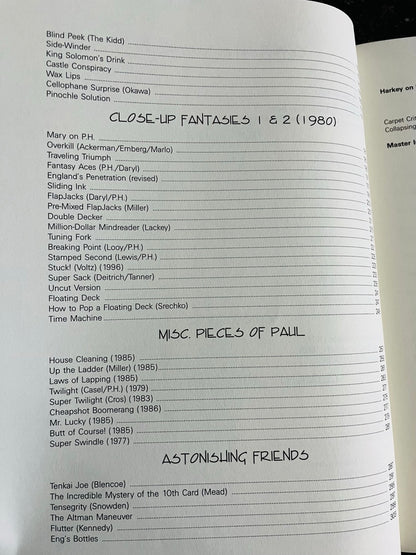 Blind Peek (The Kidd)
Side-Winder
King Solomon's Drink
Castle Conspiracy
Wax Lips
Cellophane Surprise (Okawa)
Pinochle Solution
CLOSE-UP FANTASIES 1 & 2 (1980)
Mary on P.H.
Overkill (Ackerman/Emberg/Marlo)
Traveling Triumph
Fantasy Aces (P.H./Daryl)
England's Penetration (revised)
Sliding Ink
FlapJacks (Daryl/P.H.)
Pre-Mixed FlapJacks (Miller)
Double Decker
Million-Dollar Mindreader (Lackey)
Tuning Fork
Breaking Point (Looy/P.H.)
Stamped Second (Lewis/P.H.)
Stuck! (Voltz) (1996)
Super Sack (Deitrich/Tanner)
Uncut Version
Floating Deck
How to Pop a Floating Deck (Srechko)
Time Machine
MISC. PIECES OF PAUL
House Cleaning (1985)
Up the Ladder (Miller) (1985)
Laws of Lapping (1985)
Twilight (Casel/P.H.) (1979)
Super Twilight (Cros) (1983)
Cheapshot Boomerang (1986)
Mr. Lucky (1985)
Butt of Course! (1985)
Super Swindle (1977)
ASTONISHING FRIENDS
Tenkai Joe (Blencoe)
The Incredible Mystery of the 10th Card (Mead)
Tensegrity (Snowden)
The Altman Maneuver
Flutter (Kennedy)
Eng's Bottles
Harkey on
Carpet
Collapsing
Master